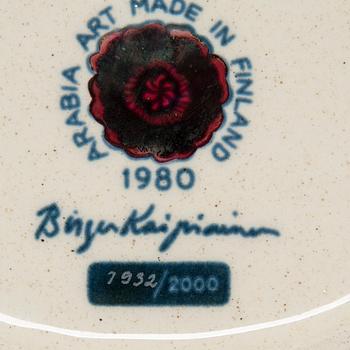 ARABIA ART MADE IN FINLAND
1980
Birger Kaipiainen
1932/2000